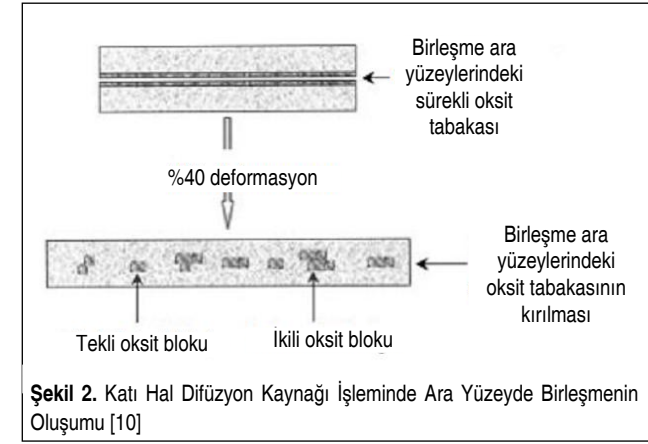 Birleşme ara
yüzeylerindeki
sürekli oksit
tabakası
%40 deformasyon
Birleşme ara
yüzeylerindeki
oksit tabakasının
kırılması
Tekli oksit bloku
İkili oksit bloku
Şekil 2. Katı Hal Difüzyon Kaynağı İşleminde Ara Yüzeyde Birleşmenin
Oluşumu [10]